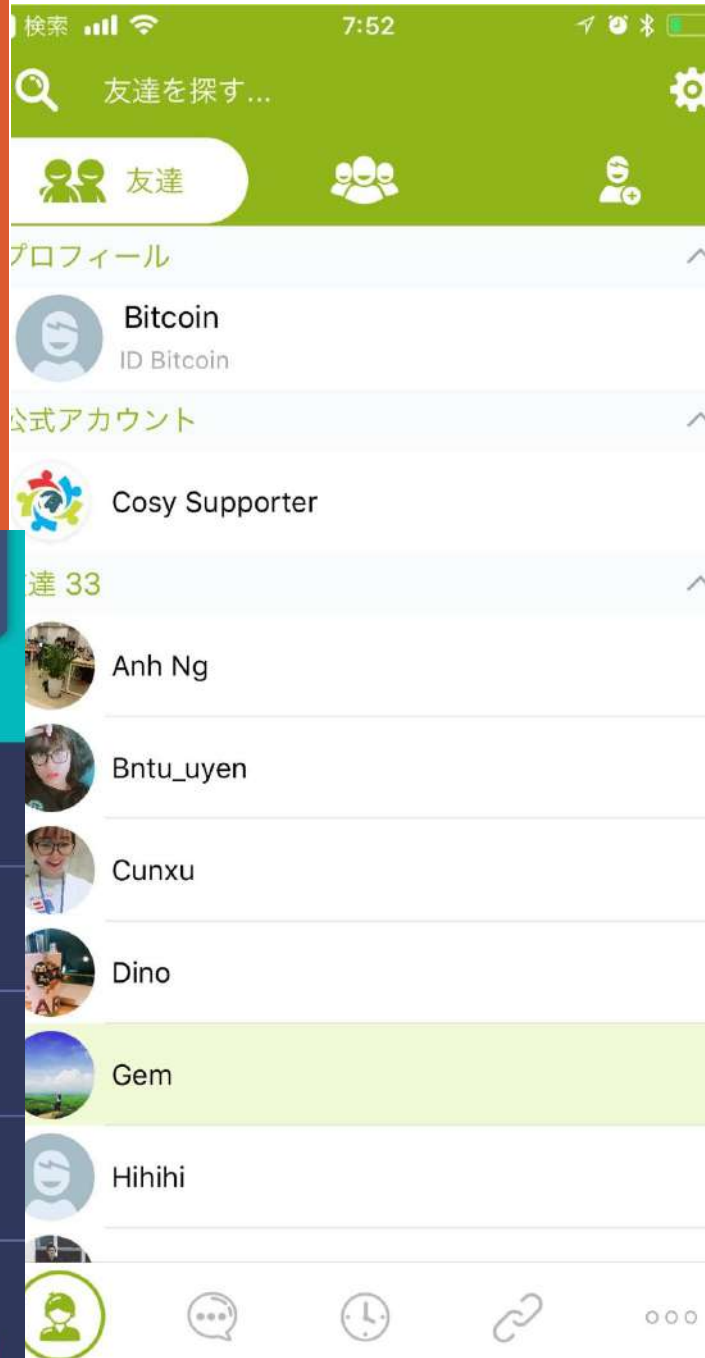 検索
7:52
友達を探す...
友達
プロフィール
Bitcoin
ID Bitcoin
公式アカウント
Cosy Supporter
達 33
Anh Ng
Bntu_uyen
Cunxu
Dino
Gem
Hihihi